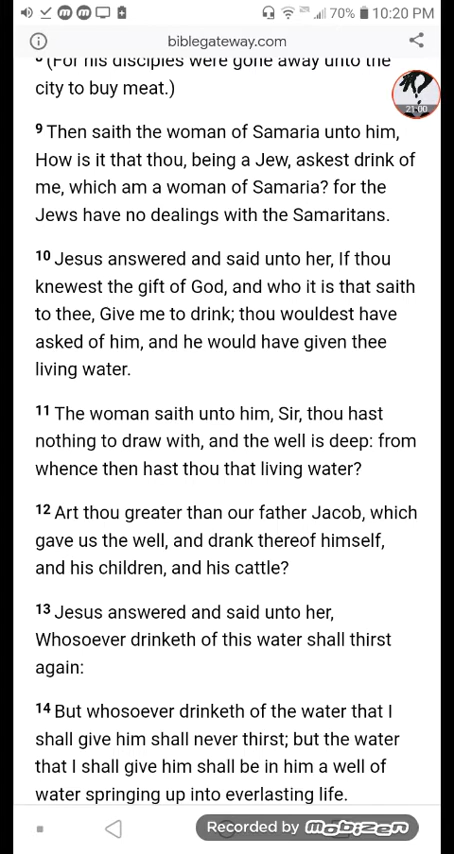 70% 10:20 PM
biblegateway.com
(For his disciples were gone away unto the
city to buy meat.)
21:00
9 Then saith the woman of Samaria unto him,
How is it that thou, being a Jew, askest drink of
me, which am a woman of Samaria? for the
Jews have no dealings with the Samaritans.
10 Jesus answered and said unto her, If thou
knewest the gift of God, and who it is that saith
to thee, Give me to drink; thou wouldest have
asked of him, and he would have given thee
living water.
11 The woman saith unto him, Sir, thou hast
nothing to draw with, and the well is deep: from
whence then hast thou that living water?
12 Art thou greater than our father Jacob, which
gave us the well, and drank thereof himself,
and his children, and his cattle?
13 Jesus answered and said unto her,
Whosoever drinketh of this water shall thirst
again:
14 But whosoever drinketh of the water that I
shall give him shall never thirst; but the water
that I shall give him shall be in him a well of
water springing up into everlasting life.
Recorded by mobizen